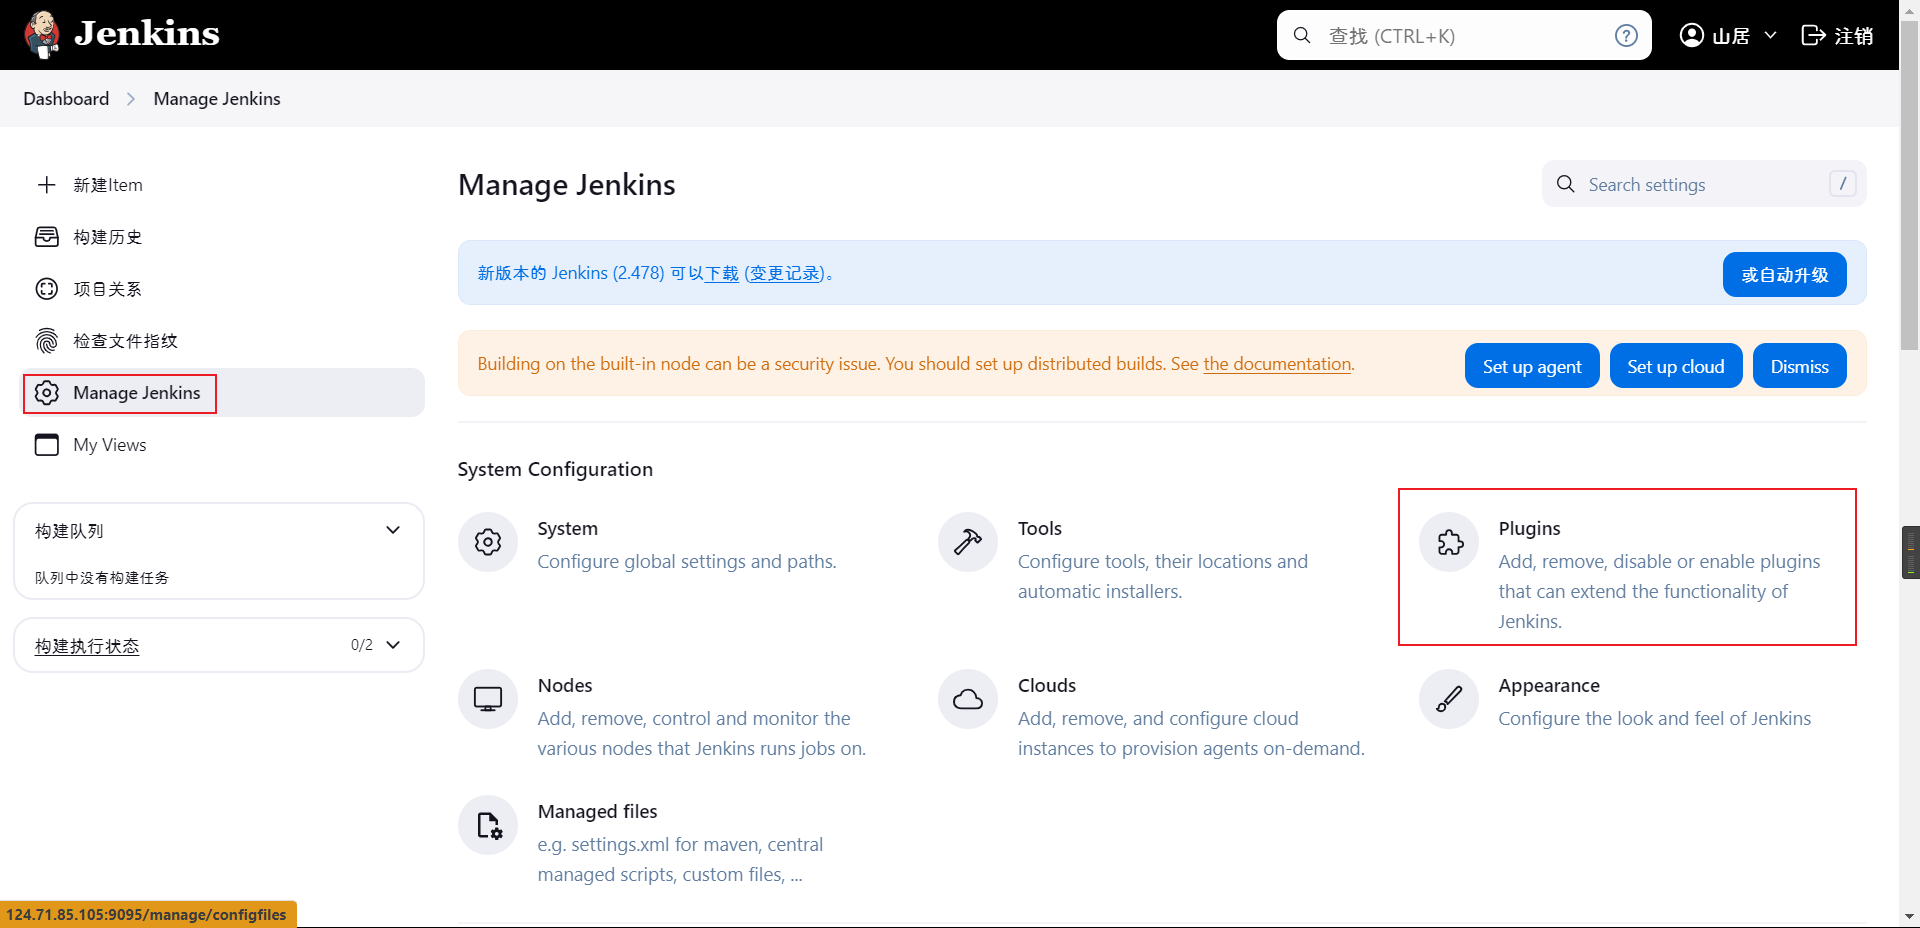 Jenkins
查找 (CTRL+K)
?
山居
注销
Dashboard
Manage Jenkins
新建Item
构建历史
项目关系
检查文件指纹
Manage Jenkins
My Views
构建队列
队列中没有构建任务
构建执行状态
0/2
Manage Jenkins
Search settings
/
新版本的 Jenkins (2.478) 可以下载 (变更记录)。
或自动升级
Building on the built-in node can be a security issue. You should set up distributed builds. See the documentation.
Set up agent
Set up cloud
Dismiss
System Configuration
System
Configure global settings and paths.
Tools
Configure tools, their locations and
automatic installers.
Plugins
Add, remove, disable or enable plugins
that can extend the functionality of
Jenkins.
Nodes
Add, remove, control and monitor the
various nodes that Jenkins runs jobs on.
Clouds
Add, remove, and configure cloud
instances to provision agents on-demand.
Appearance
Configure the look and feel of Jenkins
Managed files
e.g. settings.xml for maven, central
managed scripts, custom files, ...
124.71.85.105:9095/manage/configfiles